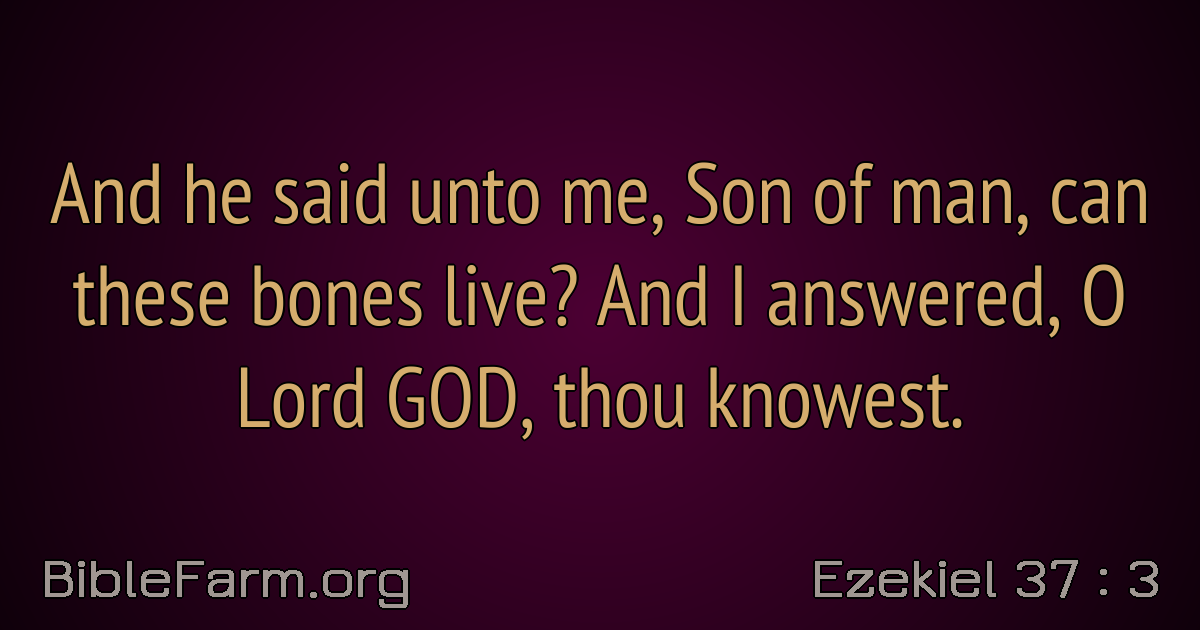 And he said unto me, Son of man, can
these bones live? And I answered, O
Lord GOD, thou knowest.
BibleFarm.org
Ezekiel 37 : 3